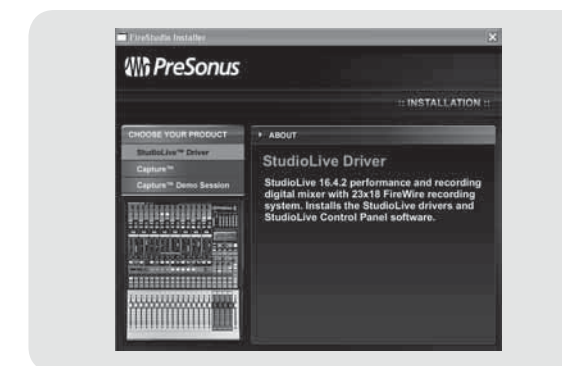 FireStudio Installer
PreSonus
:: INSTALLATION ::
CHOOSE YOUR PRODUCT
StudioLive™ Driver
Capture™
Capture™ Demo Session
ABOUT
StudioLive Driver
StudioLive 16.4.2 performance and recording
digital mixer with 23x18 FireWire recording
system. Installs the StudioLive drivers and
StudioLive Control Panel software.